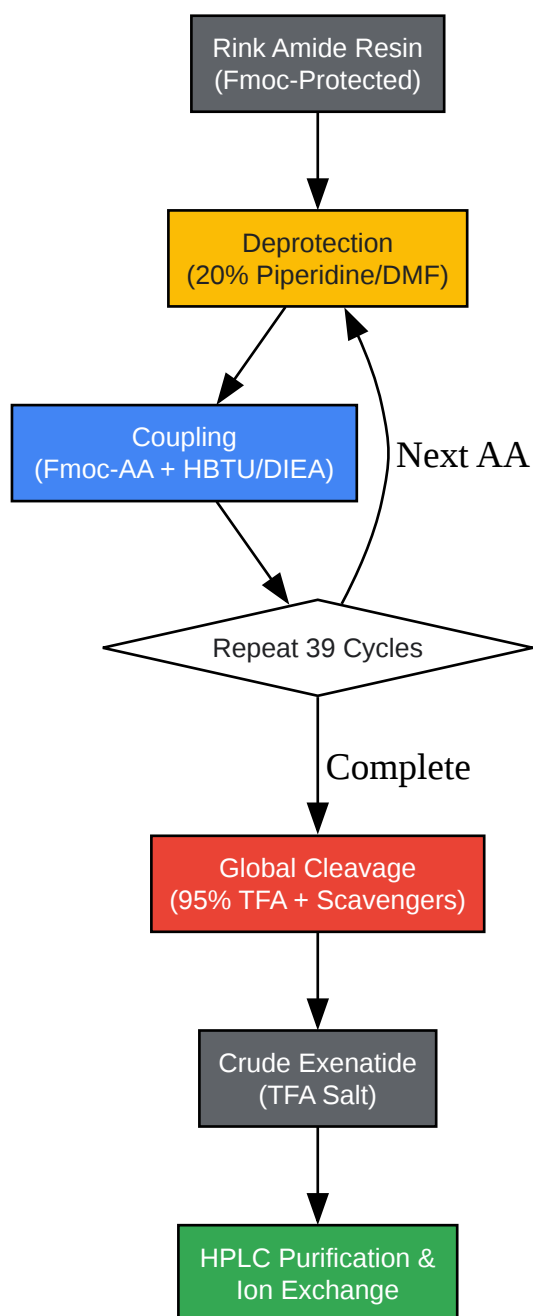 Rink Amide Resin
(Fmoc-Protected)
Deprotection
(20% Piperidine/DMF)
Coupling
(Fmoc-AA + HBTU/DIEA)
Next AA
Repeat 39 Cycles
Complete
Global Cleavage
(95% TFA + Scavengers)
Crude Exenatide
(TFA Salt)
HPLC Purification &
Ion Exchange